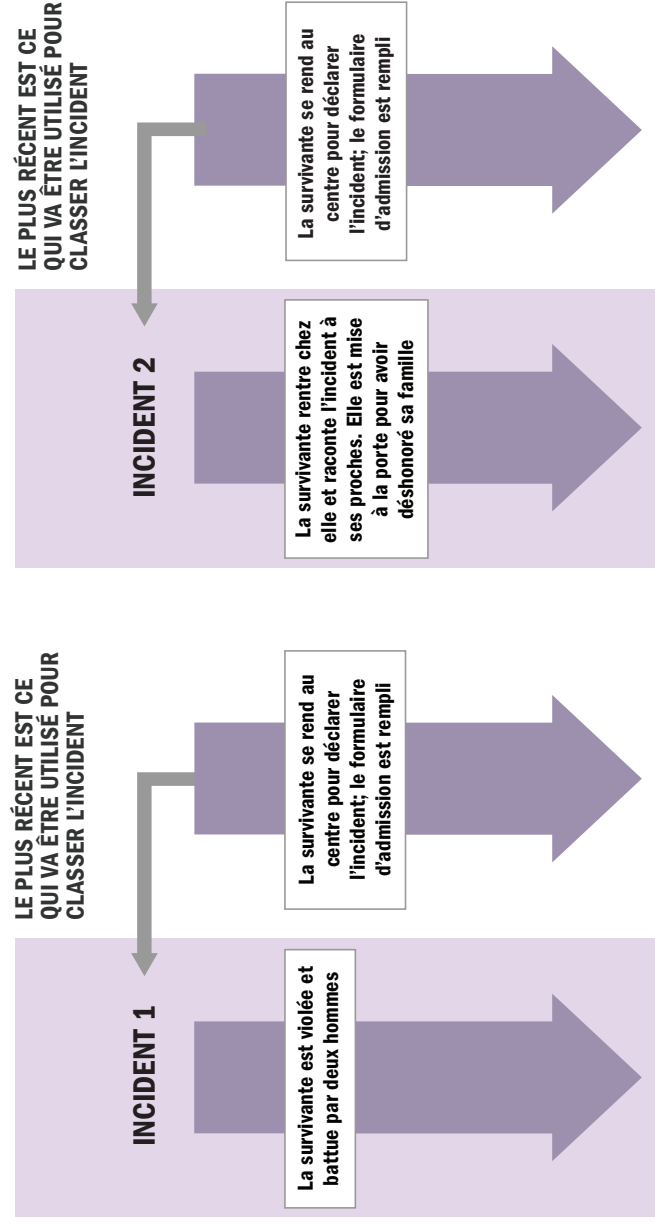 INCIDENT 1
La survivante est violée et
battue par deux hommes
LE PLUS RÉCENT EST CE
QUI VA ÊTRE UTILISÉ POUR
CLASSER L’INCIDENT
La survivante se rend au
centre pour déclarer
l’incident; le formulaire
d’admission est rempli
INCIDENT 2
La survivante rentre chez
elle et raconte l’incident à
ses proches. Elle est mise
à la porte pour avoir
déshonoré sa famille
LE PLUS RÉCENT EST CE
QUI VA ÊTRE UTILISÉ POUR
CLASSER L’INCIDENT
La survivante se rend au
centre pour déclarer
l’incident; le formulaire
d’admission est rempli